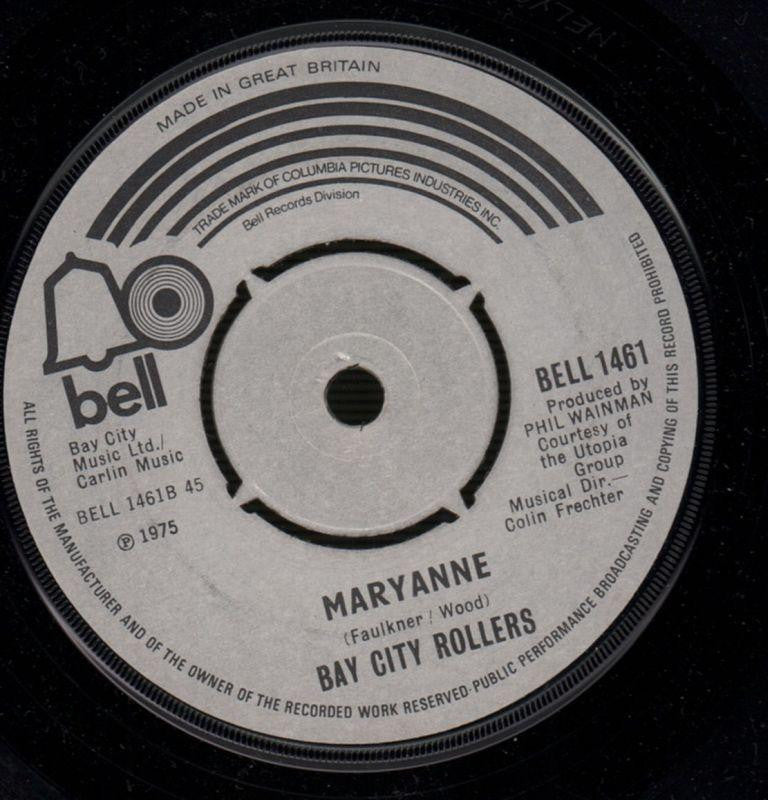 MADE IN GREAT BRITAIN
TRADE MARK OF COLUMBIA PICTURES INDUSTRIES INC.
Bell Records Division
bell
Bay City
Music Ltd./
Carlin Music
BELL 1461B 45
℗ 1975
BELL 1461
Produced by
PHIL WAINMAN
Courtesy of
the Utopia
Group
Musical Dir.—
Colin Frechter
MARYANNE
(Faulkner / Wood)
BAY CITY ROLLERS
ALL RIGHTS OF THE MANUFACTURER AND OF THE OWNER OF THE RECORDED WORK RESERVED·PUBLIC PERFORMANCE BROADCASTING AND COPYING OF THIS RECORD PROHIBITED